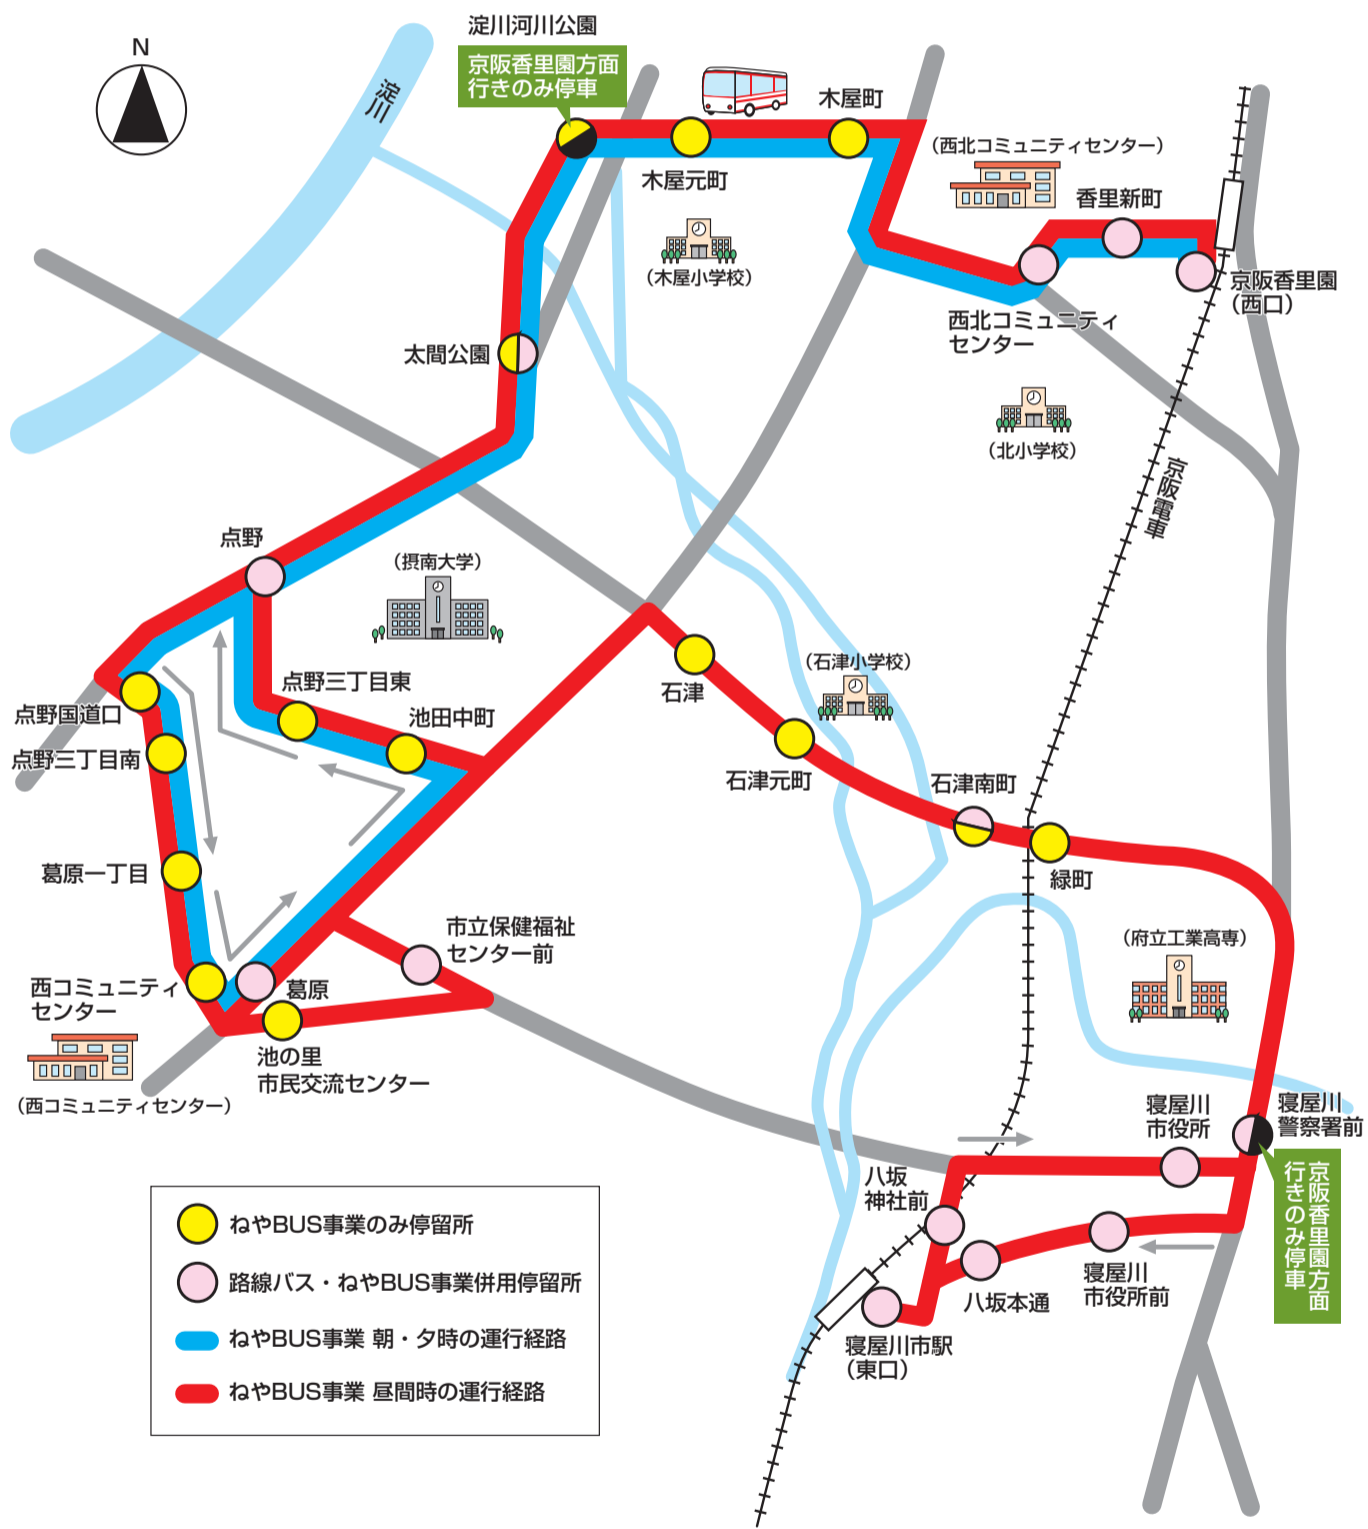 N
淀川
淀川河川公園
京阪香里園方面
行きのみ停車
木屋元町
木屋町
（木屋小学校）
（西北コミュニティセンター）
香里新町
京阪香里園
（西口）
西北コミュニティ
センター
（北小学校）
京阪電車
太間公園
点野
（摂南大学）
点野三丁目東
池田中町
点野国道口
点野三丁目南
葛原一丁目
西コミュニティ
センター
（西コミュニティセンター）
葛原
池の里
市民交流センター
市立保健福祉
センター前
石津
石津元町
（石津小学校）
石津南町
緑町
（府立工業高専）
寝屋川
市役所
寝屋川
警察署前
京阪香里園方面
行きのみ停車
八坂
神社前
八坂本通
寝屋川
市役所前
寝屋川市駅
（東口）
ねやBUS事業のみ停留所
路線バス・ねやBUS事業併用停留所
ねやBUS事業 朝・夕時の運行経路
ねやBUS事業 昼間時の運行経路